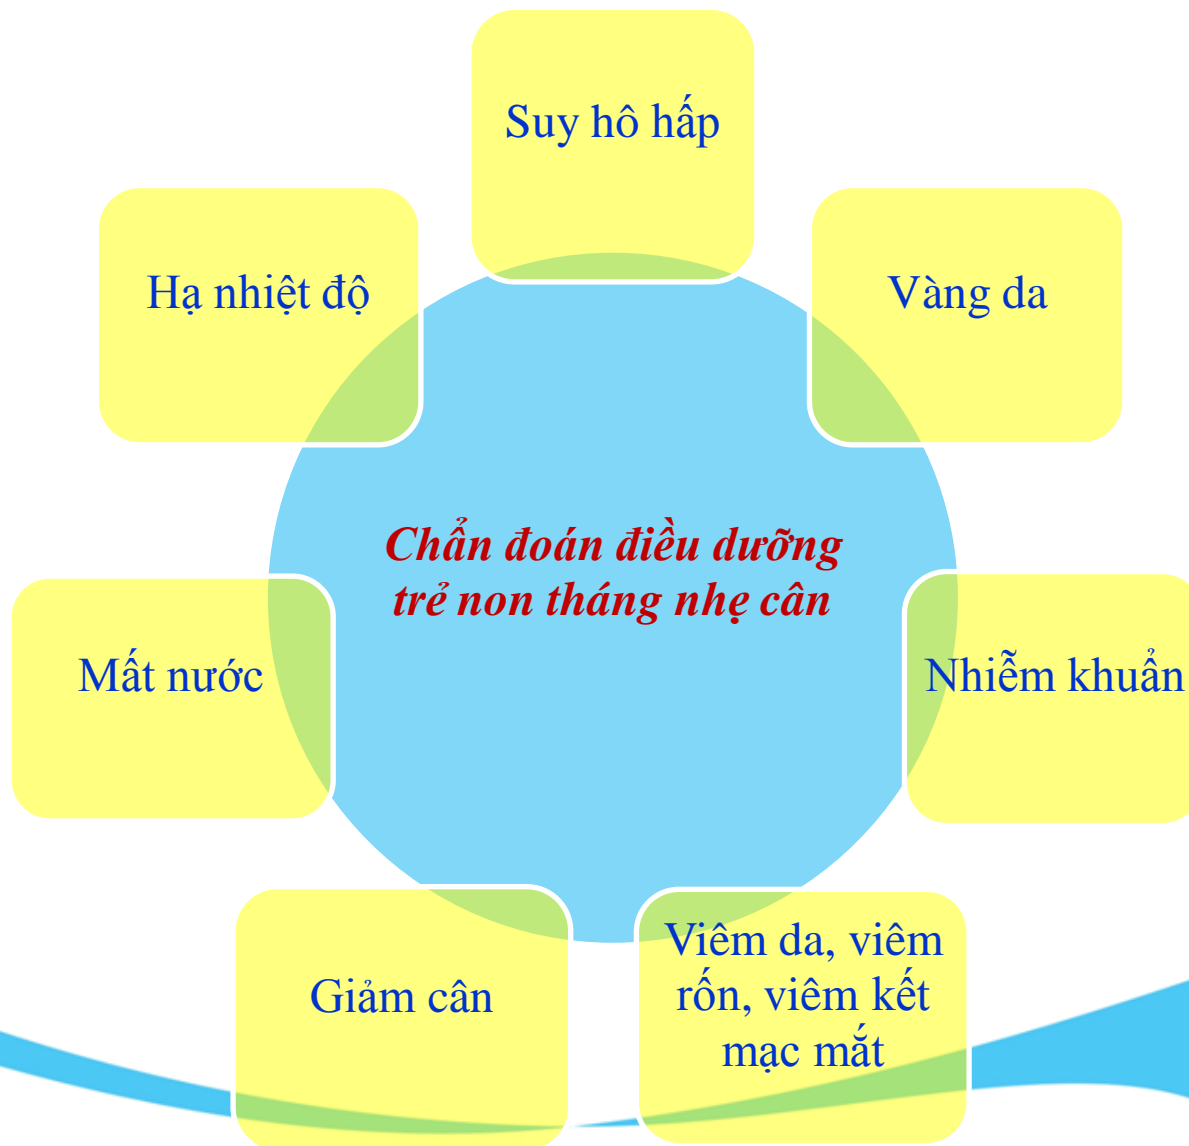 Suy hô hấp
Hạ nhiệt độ
Vàng da
Chẩn đoán điều dưỡng
trẻ non tháng nhẹ cân
Mất nước
Nhiễm khuẩn
Giảm cân
Viêm da, viêm
rốn, viêm kết
mạc mắt